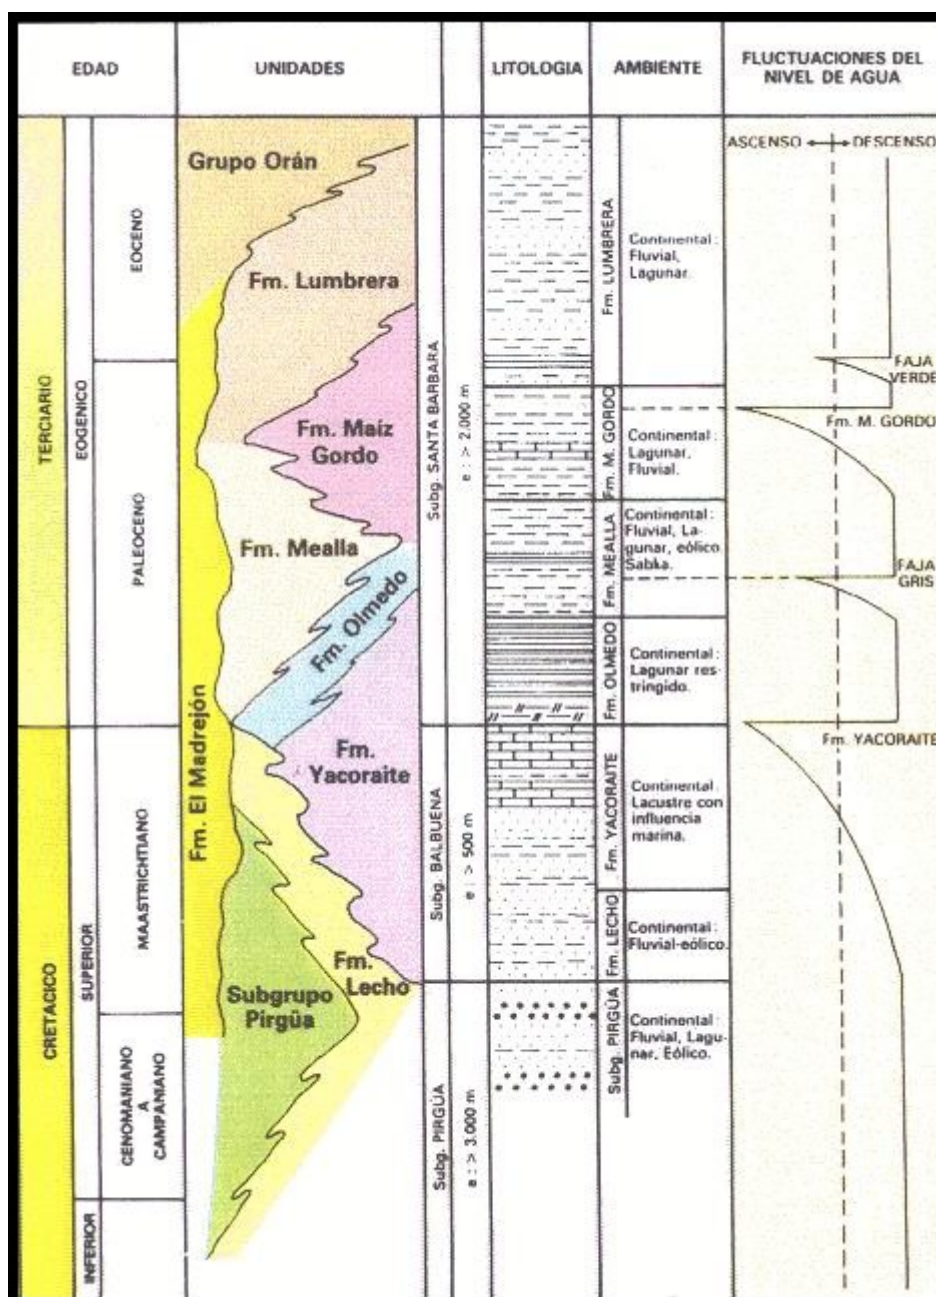 EDAD
UNIDADES
LITOLOGIA
AMBIENTE
FLUCTUACIONES DEL
NIVEL DE AGUA
TERCIARIO
EOGENICO
EOCENO
PALEOCENO
CRETACICO
SUPERIOR
INFERIOR
MAASTRICHTIANO
CENOMANIANO
A
CAMPANIANO
Grupo Orán
Fm. Lumbrera
Fm. Maíz
Gordo
Fm. Mealla
Fm. Olmedo
Fm. El Madrejón
Fm.
Yacoraite
Fm.
Lecho
Subgrupo
Pirgüa
Subg. SANTA BARBARA
e : > 2.000 m
Subg. BALBUENA
e : > 500 m
Subg. PIRGÜA
e : > 3.000 m
Fm. LUMBRERA
Continental :
Fluvial,
Lagunar.
Fm. M. GORDO
Continental :
Lagunar,
Fluvial.
Fm. MEALLA
Continental :
Fluvial, La-
gunar, eólico
Sabka.
Fm. OLMEDO
Continental :
Lagunar res-
tringido.
Fm. YACORAITE
Continental :
Lacustre con
influencia
marina.
Fm. LECHO
Continental :
Fluvial-eólico.
Subg. PIRGÜA
Continental :
Fluvial, Lagu-
nar, Eólico.
ASCENSO
DESCENSO
FAJA
VERDE
Fm. M. GORDO
FAJA
GRIS
Fm. YACORAITE